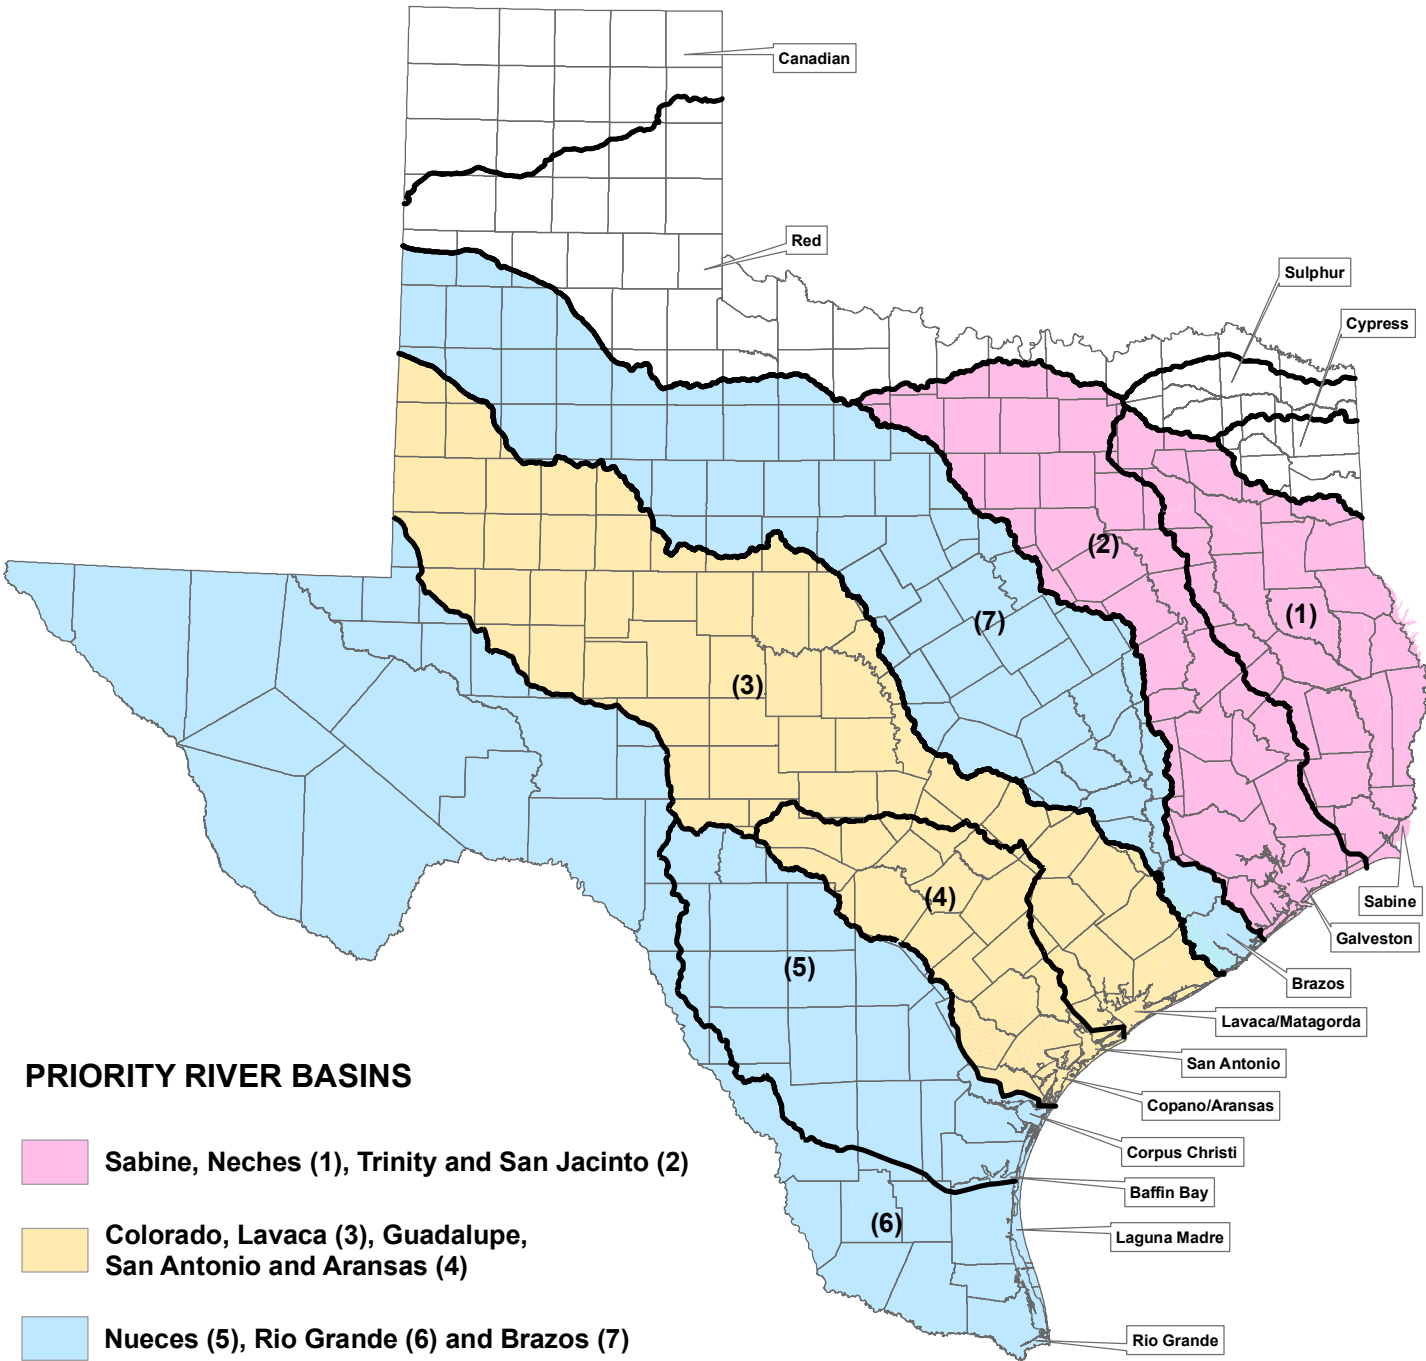 Canadian
Red
Sulphur
Cypress
(2)
(1)
(7)
(3)
(4)
Sabine
Galveston
(5)
Brazos
Lavaca/Matagorda
San Antonio
PRIORITY RIVER BASINS
Copano/Aransas
Corpus Christi
Sabine, Neches (1), Trinity and San Jacinto (2)
Baffin Bay
(6)
Laguna Madre
Colorado, Lavaca (3), Guadalupe,
San Antonio and Aransas (4)
Nueces (5), Rio Grande (6) and Brazos (7)
Rio Grande